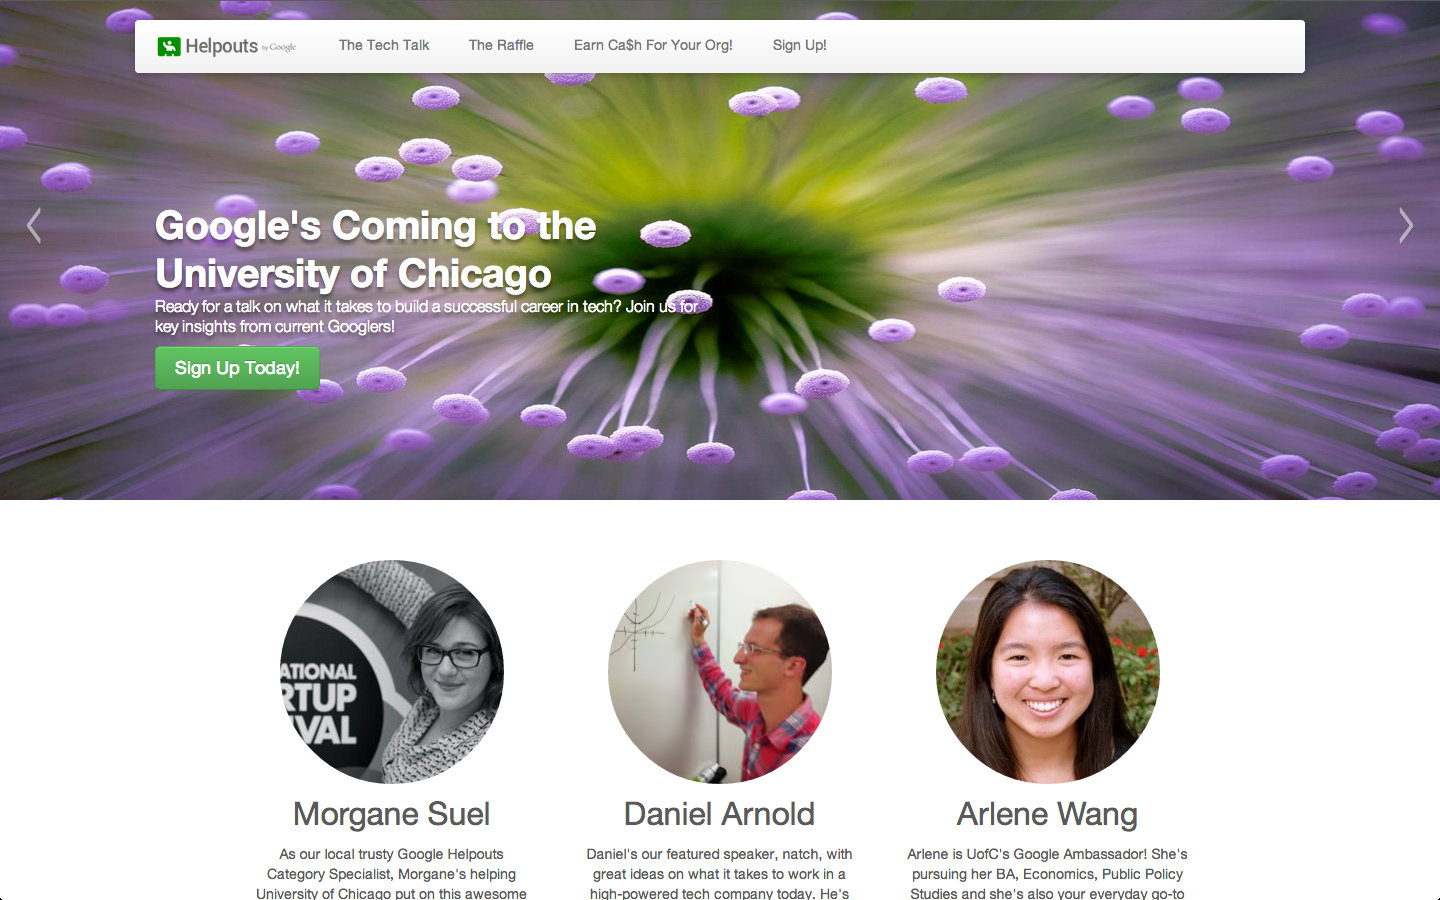 Helpouts by Google The Tech Talk The Raffle Earn Ca$h For Your Org! Sign Up!
Google's Coming to the
University of Chicago
Ready for a talk on what it takes to build a successful career in tech? Join us for
key insights from current Googlers!
Sign Up Today!
ATIONAL
RTUP
VAL
Morgane Suel
As our local trusty Google Helpouts
Category Specialist, Morgane's helping
University of Chicago put on this awesome
Daniel Arnold
Daniel's our featured speaker, natch, with
great ideas on what it takes to work in a
high-powered tech company today. He's
Arlene Wang
Arlene is UofC's Google Ambassador! She's
pursuing her BA, Economics, Public Policy
Studies and she's also your everyday go-to